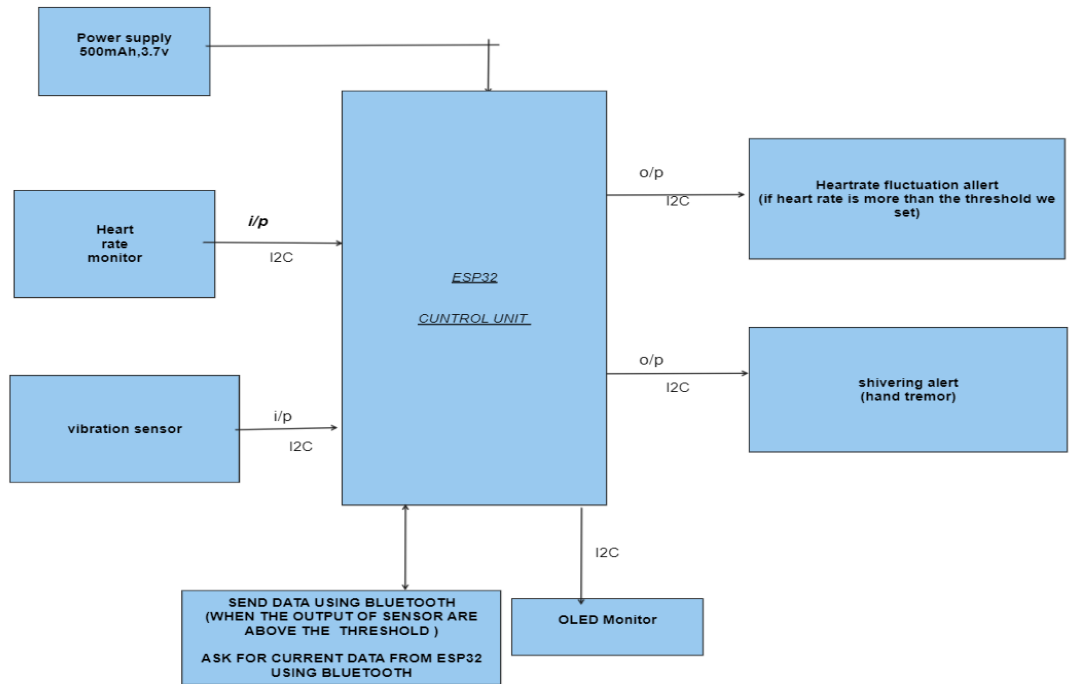 Power supply
500mAh,3.7v
Heart
rate
monitor
i/p
I2C
vibration sensor
i/p
I2C
ESP32
CUNTROL UNIT
o/p
I2C
Heartrate fluctuation allert
(if heart rate is more than the threshold we
set)
o/p
I2C
shivering alert
(hand tremor)
I2C
SEND DATA USING BLUETOOTH
(WHEN THE OUTPUT OF SENSOR ARE
ABOVE THE THRESHOLD )
ASK FOR CURRENT DATA FROM ESP32
USING BLUETOOTH
OLED Monitor